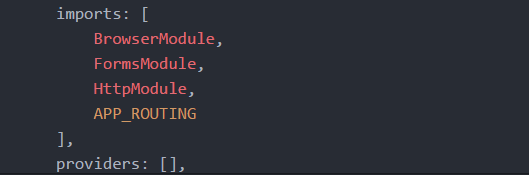 imports: [
BrowserModule,
FormsModule,
HttpModule,
APP_ROUTING
],
providers: [],